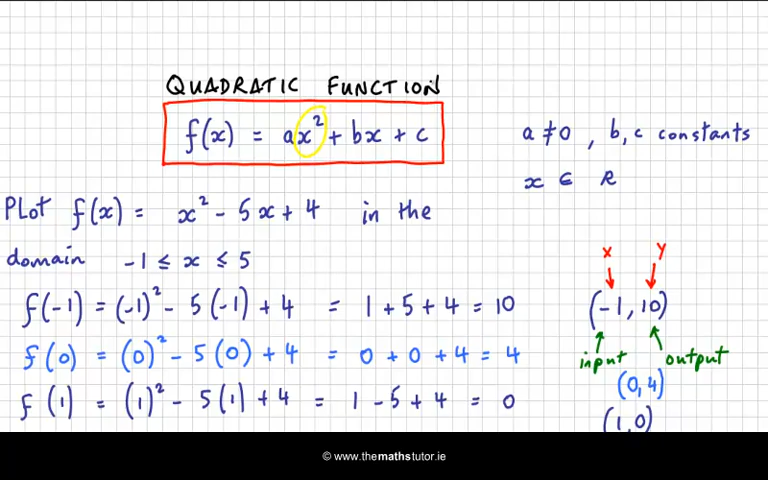 QUADRATIC FUNCTION
f(x) = ax² + bx + c
a ≠ 0 , b, c constants
x ∈ R
PLOT f(x) = x² - 5x + 4 in the
domain -1 ≤ x ≤ 5
x y
f(-1) = (-1)² - 5(-1) + 4 = 1 + 5 + 4 = 10 (-1, 10)
input output
f(0) = (0)² - 5(0) + 4 = 0 + 0 + 4 = 4 (0, 4)
f(1) = (1)² - 5(1) + 4 = 1 - 5 + 4 = 0 (1, 0)
© www.themathstutor.ie